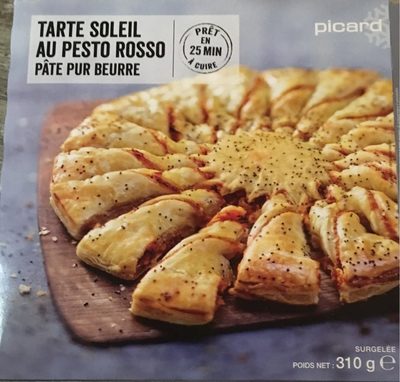 TARTE SOLEIL
AU PESTO ROSSO
PÂTE PUR BEURRE
PRÊT
EN
25 MIN
À CUIRE
picard
SURGELÉE
POIDS NET : 310 g ℮